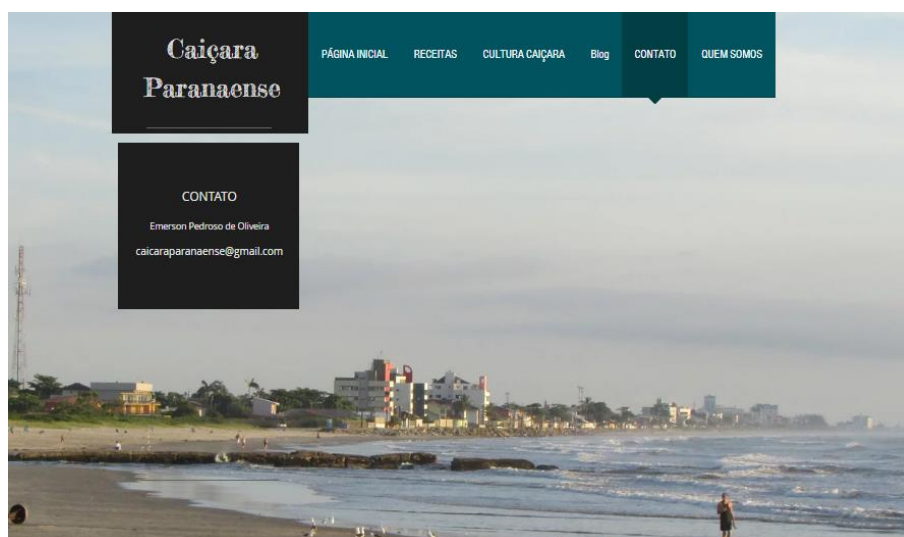 Caiçara
Paranaense
PÁGINA INICIAL RECEITAS CULTURA CAIÇARA Blog CONTATO QUEM SOMOS
CONTATO
Emerson Pedroso de Oliveira
caicaraparanaense@gmail.com